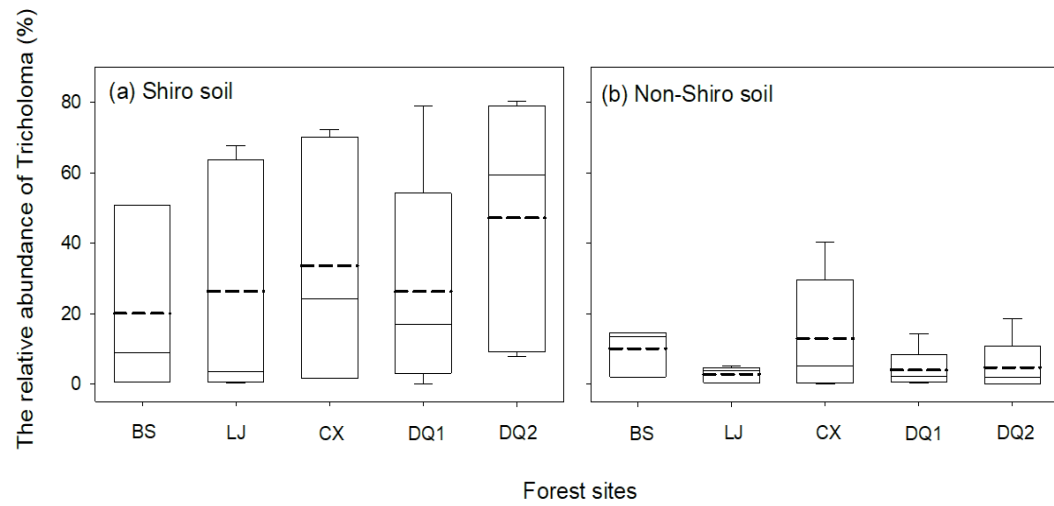 The relative abundance of Tricholoma (%)
(a) Shiro soil
(b) Non-Shiro soil
80
60
40
20
0
BS LJ CX DQ1 DQ2
BS LJ CX DQ1 DQ2
Forest sites